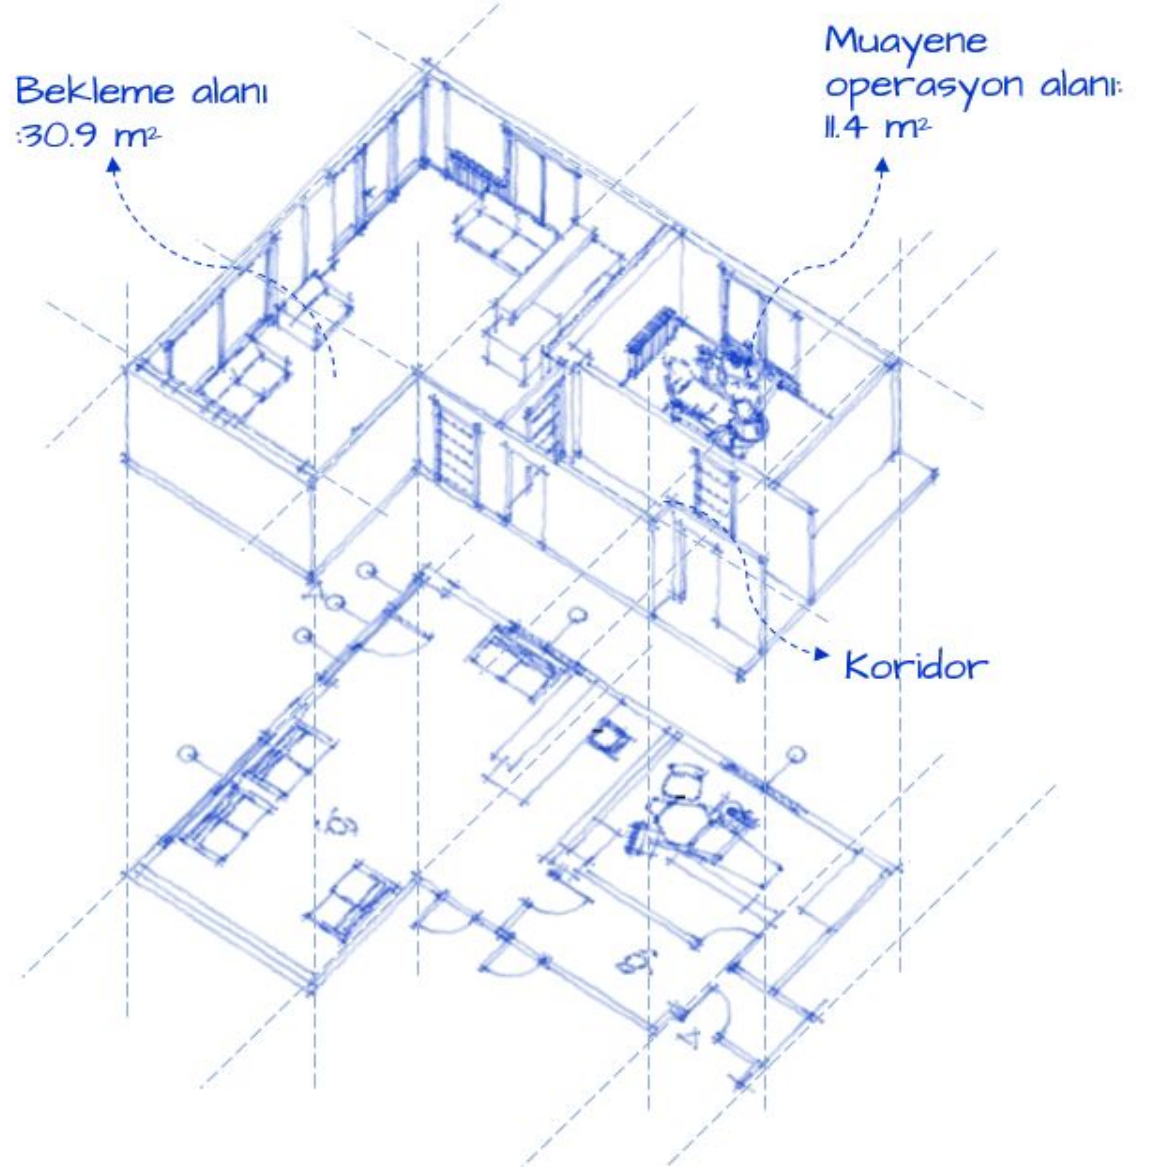 Bekleme alanı
:30.9 m²
Muayene
operasyon alanı:
11.4 m²
Koridor